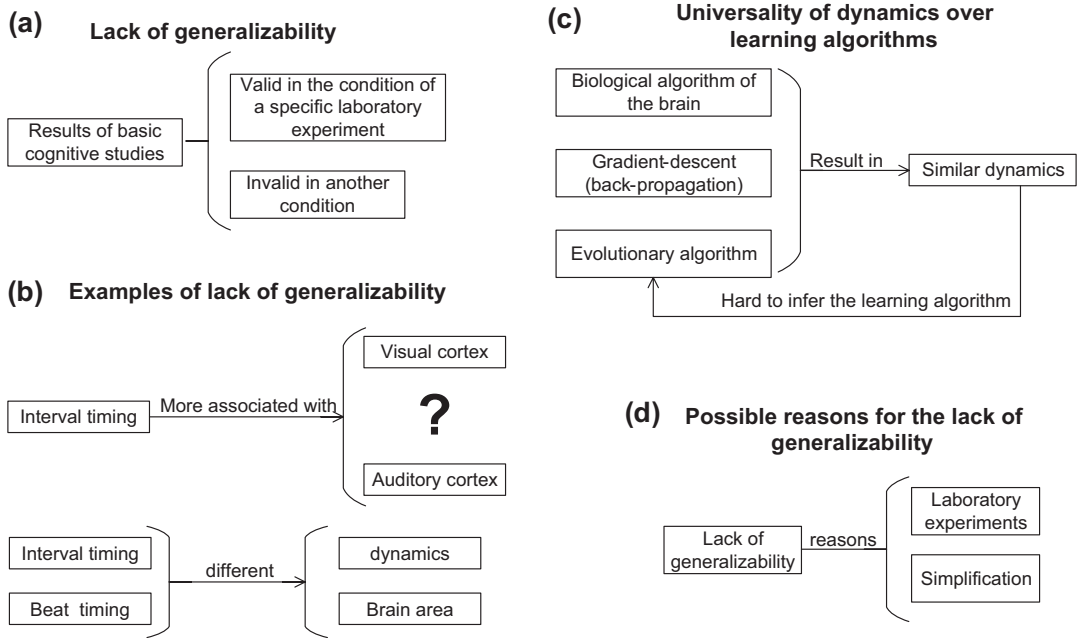 (a)
Lack of generalizability
Results of basic
cognitive studies
Valid in the condition of
a specific laboratory
experiment
Invalid in another
condition
(b)
Examples of lack of generalizability
Interval timing
More associated with
Visual cortex
?
Auditory cortex
Interval timing
Beat timing
different
dynamics
Brain area
(c)
Universality of dynamics over
learning algorithms
Biological algorithm of
the brain
Gradient-descent
(back-propagation)
Evolutionary algorithm
Result in
Similar dynamics
Hard to infer the learning algorithm
(d)
Possible reasons for the lack of
generalizability
Lack of
generalizability
reasons
Laboratory
experiments
Simplification